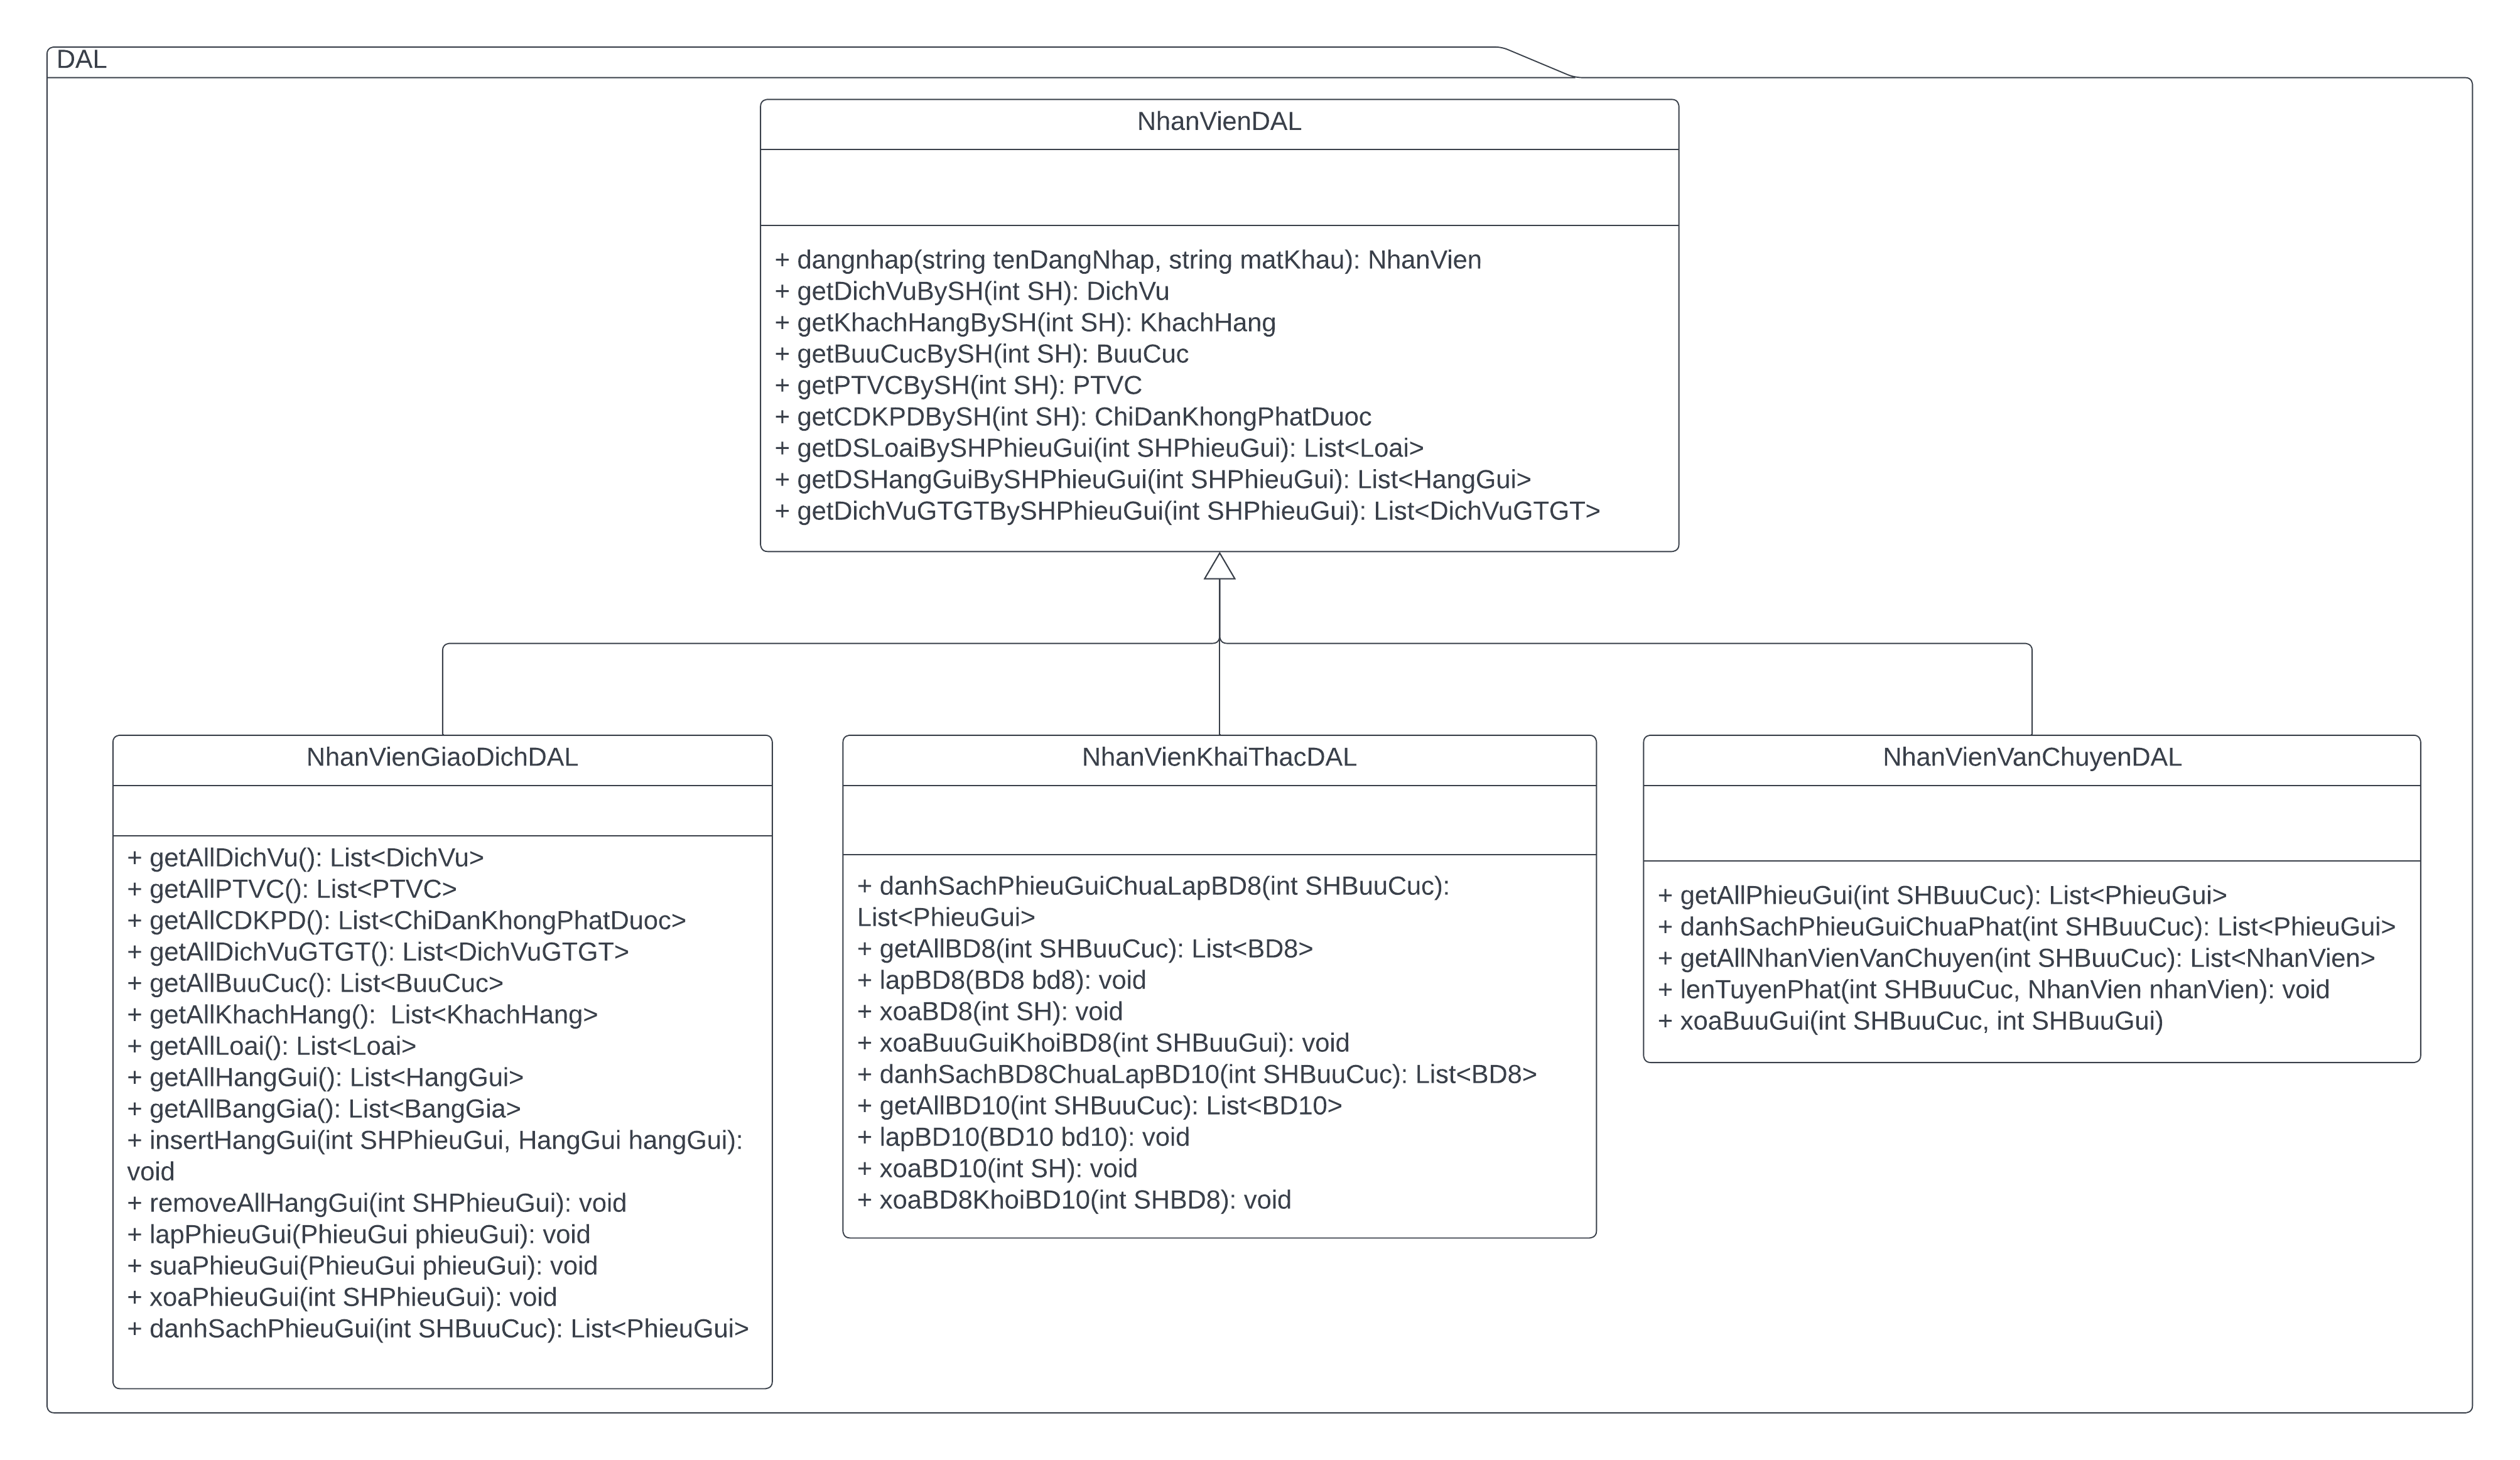 DAL
NhanVienDAL
+ dangnhap(string tenDangNhap, string matKhau): NhanVien
+ getDichVuBySH(int SH): DichVu
+ getKhachHangBySH(int SH): KhachHang
+ getBuuCucBySH(int SH): BuuCuc
+ getPTVCBySH(int SH): PTVC
+ getCDKPDBySH(int SH): ChiDanKhongPhatDuoc
+ getDSLoaiBySHPhieuGui(int SHPhieuGui): List<Loai>
+ getDSHangGuiBySHPhieuGui(int SHPhieuGui): List<HangGui>
+ getDichVuGTGTBySHPhieuGui(int SHPhieuGui): List<DichVuGTGT>
NhanVienGiaoDichDAL
+ getAllDichVu(): List<DichVu>
+ getAllPTVC(): List<PTVC>
+ getAllCDKPD(): List<ChiDanKhongPhatDuoc>
+ getAllDichVuGTGT(): List<DichVuGTGT>
+ getAllBuuCuc(): List<BuuCuc>
+ getAllKhachHang():  List<KhachHang>
+ getAllLoai(): List<Loai>
+ getAllHangGui(): List<HangGui>
+ getAllBangGia(): List<BangGia>
+ insertHangGui(int SHPhieuGui, HangGui hangGui):
void
+ removeAllHangGui(int SHPhieuGui): void
+ lapPhieuGui(PhieuGui phieuGui): void
+ suaPhieuGui(PhieuGui phieuGui): void
+ xoaPhieuGui(int SHPhieuGui): void
+ danhSachPhieuGui(int SHBuuCuc): List<PhieuGui>
NhanVienKhaiThacDAL
+ danhSachPhieuGuiChuaLapBD8(int SHBuuCuc):
List<PhieuGui>
+ getAllBD8(int SHBuuCuc): List<BD8>
+ lapBD8(BD8 bd8): void
+ xoaBD8(int SH): void
+ xoaBuuGuiKhoiBD8(int SHBuuGui): void
+ danhSachBD8ChuaLapBD10(int SHBuuCuc): List<BD8>
+ getAllBD10(int SHBuuCuc): List<BD10>
+ lapBD10(BD10 bd10): void
+ xoaBD10(int SH): void
+ xoaBD8KhoiBD10(int SHBD8): void
NhanVienVanChuyenDAL
+ getAllPhieuGui(int SHBuuCuc): List<PhieuGui>
+ danhSachPhieuGuiChuaPhat(int SHBuuCuc): List<PhieuGui>
+ getAllNhanVienVanChuyen(int SHBuuCuc): List<NhanVien>
+ lenTuyenPhat(int SHBuuCuc, NhanVien nhanVien): void
+ xoaBuuGui(int SHBuuCuc, int SHBuuGui)